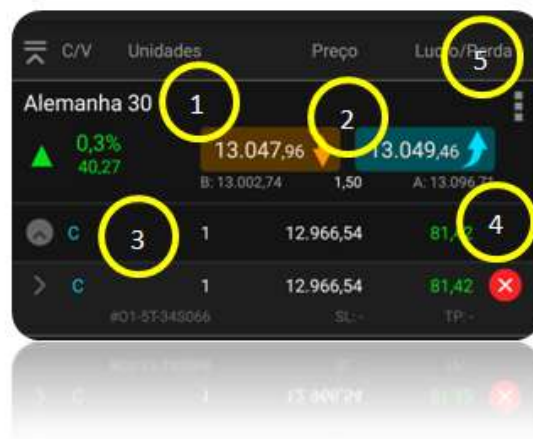 C/V Unidades Preço Lucro/Perda
5
Alemanha 30 1 2
0,3% 13.047,96 13.049,46
40,27 B: 13.002,74 1,50 A: 13.096,71
C 3 1 12.966,54 81,42 4
C 1 12.966,54 81,42
#01-5T-34S066 SL: - TP: -